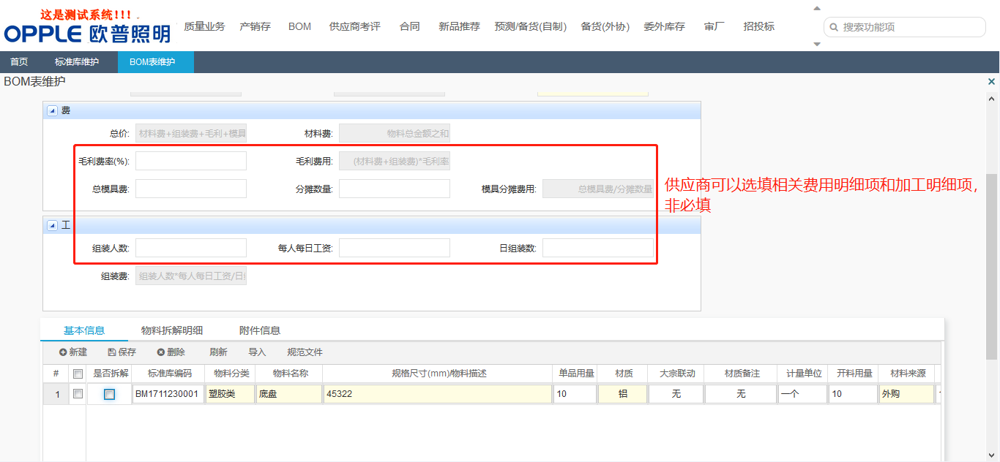 这是测试系统!!!
OPPLE 欧普照明
质量业务 产销存 BOM 供应商考评 合同 新品推荐 预测/备货(自制) 备货(外协) 委外库存 审厂 招投标
搜索功能项
首页 标准库维护 BOM表维护
BOM表维护
费
总价: 材料费+组装费+毛利+模具 材料费: 物料总金额之和
毛利费率(%): 毛利费用: (材料费+组装费)*毛利率
总模具费: 分摊数量: 模具分摊费用: 总模具费/分摊数量
供应商可以选填相关费用明细项和加工明细项,
非必填
工
组装人数: 每人每日工资: 日组装数:
组装费: 组装人数*每人每日工资/日
基本信息 物料拆解明细 附件信息
新建 保存 删除 刷新 导入 规范文件
# 是否拆解 标准库编码 物料分类 物料名称 规格尺寸(mm)/物料描述 单品用量 材质 大宗联动 材质备注 计量单位 开料用量 材料来源
1 BM1711230001 塑胶类 底盘 45322 10 铝 无 无 一个 10 外购